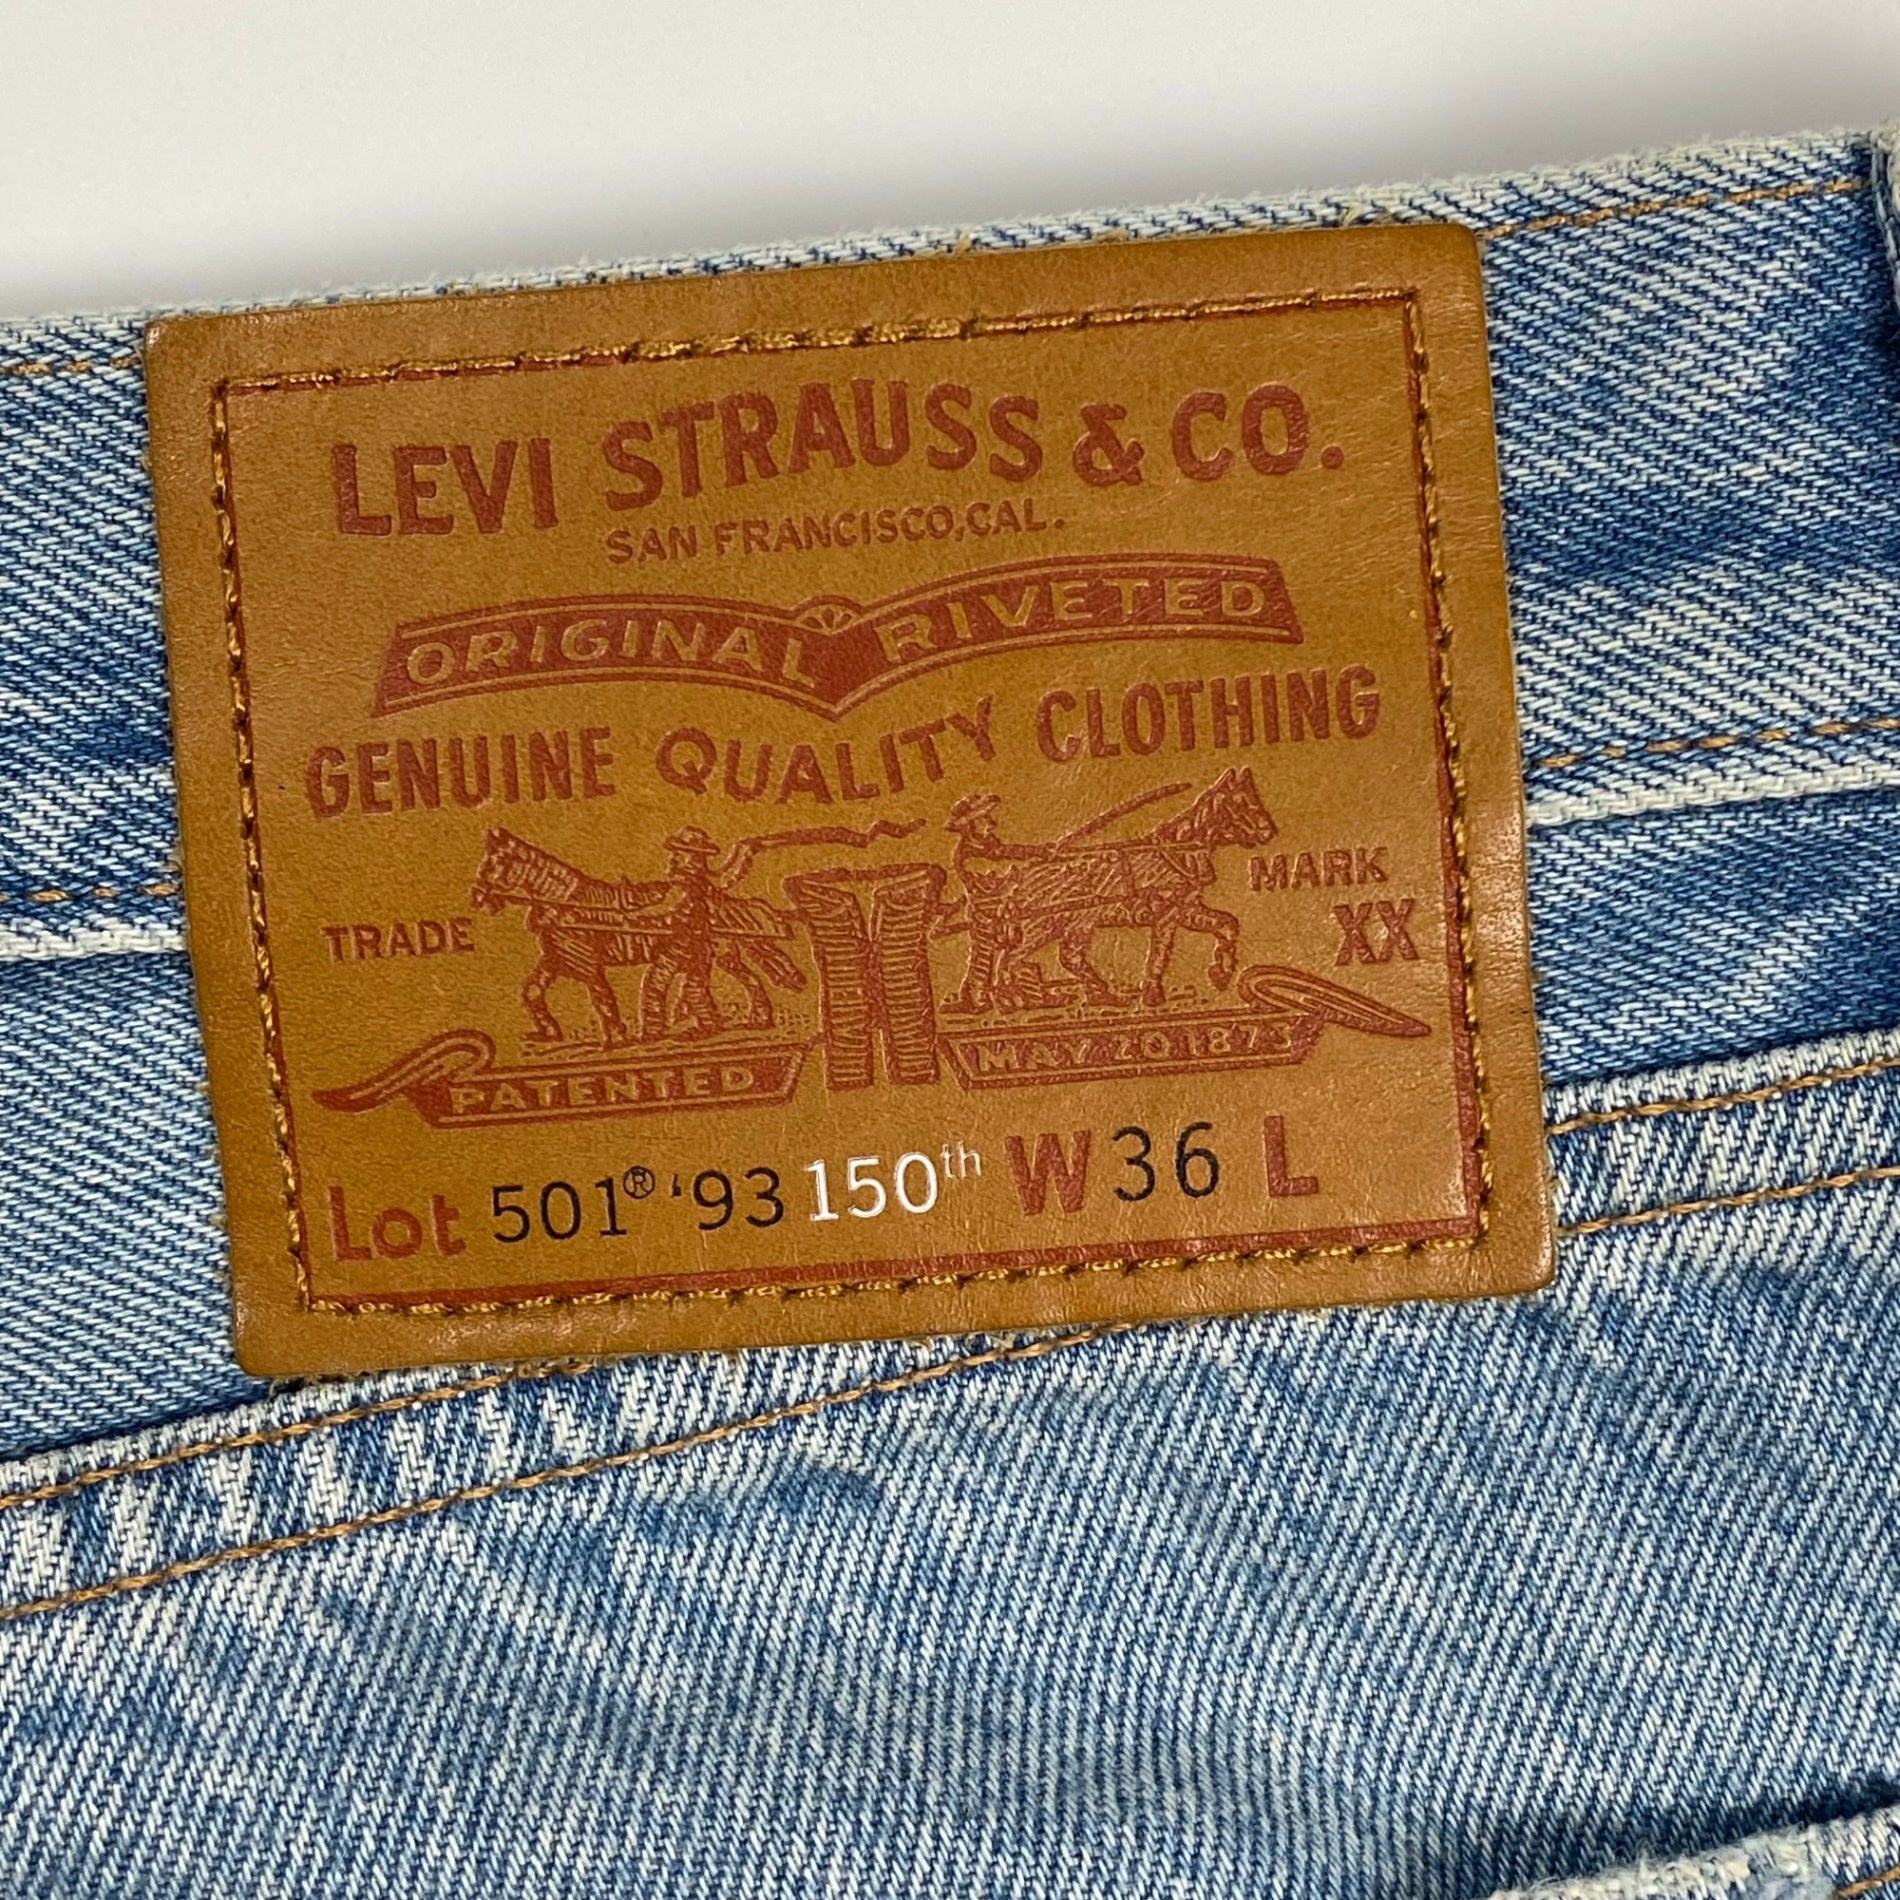 LEVI STRAUSS & CO.
SAN FRANCISCO, CAL.
ORIGINAL RIVETED
GENUINE QUALITY CLOTHING
TRADE MARK
XX
PATENTED MAY 20 1873
Lot 501® '93 150th W 36 L